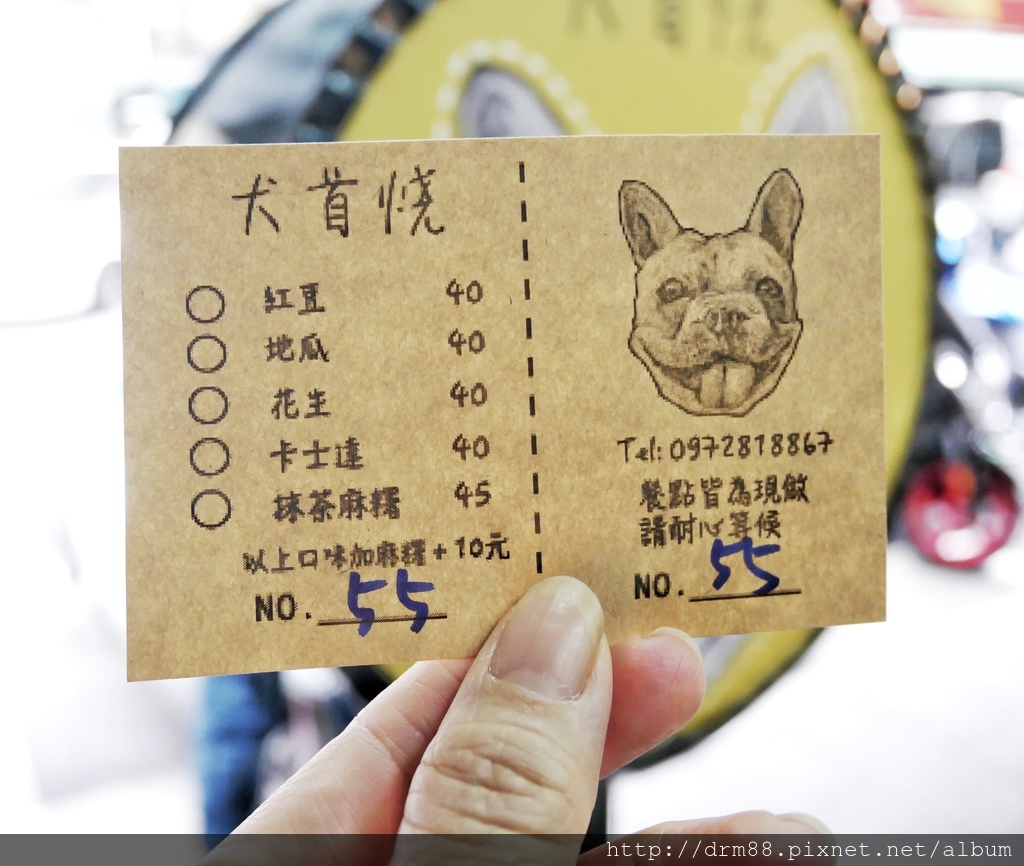 犬首燒
紅豆 40
地瓜 40
花生 40
卡士達 40
抹茶麻糬 45
以上口味加麻糬+10元
NO. 55
Tel: 0972818867
餐點皆為現做
請耐心等候
NO. 55
http://drm88.pixnet.net/album